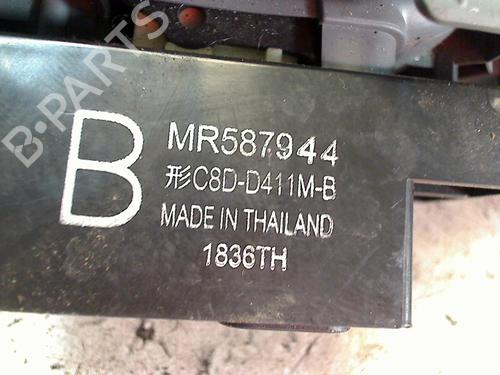 B
MR587944
形C8D-D411M-B
MADE IN THAILAND
1836TH
B-PARTS